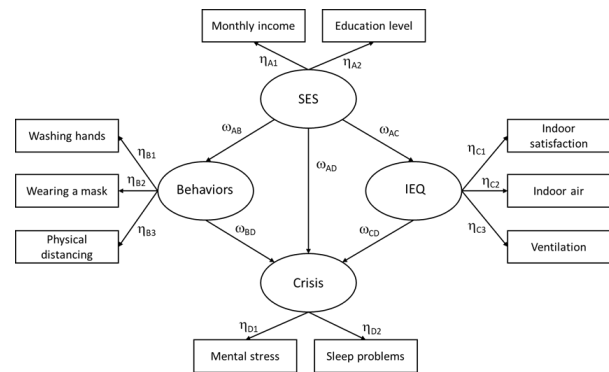 Monthly income
Education level
ηA1
ηA2
SES
ωAB
ωAC
ωAD
Washing hands
Wearing a mask
Physical
distancing
ηB1
ηB2
ηB3
Behaviors
IEQ
ηC1
ηC2
ηC3
Indoor
satisfaction
Indoor air
Ventilation
ωBD
ωCD
Crisis
ηD1
ηD2
Mental stress
Sleep problems